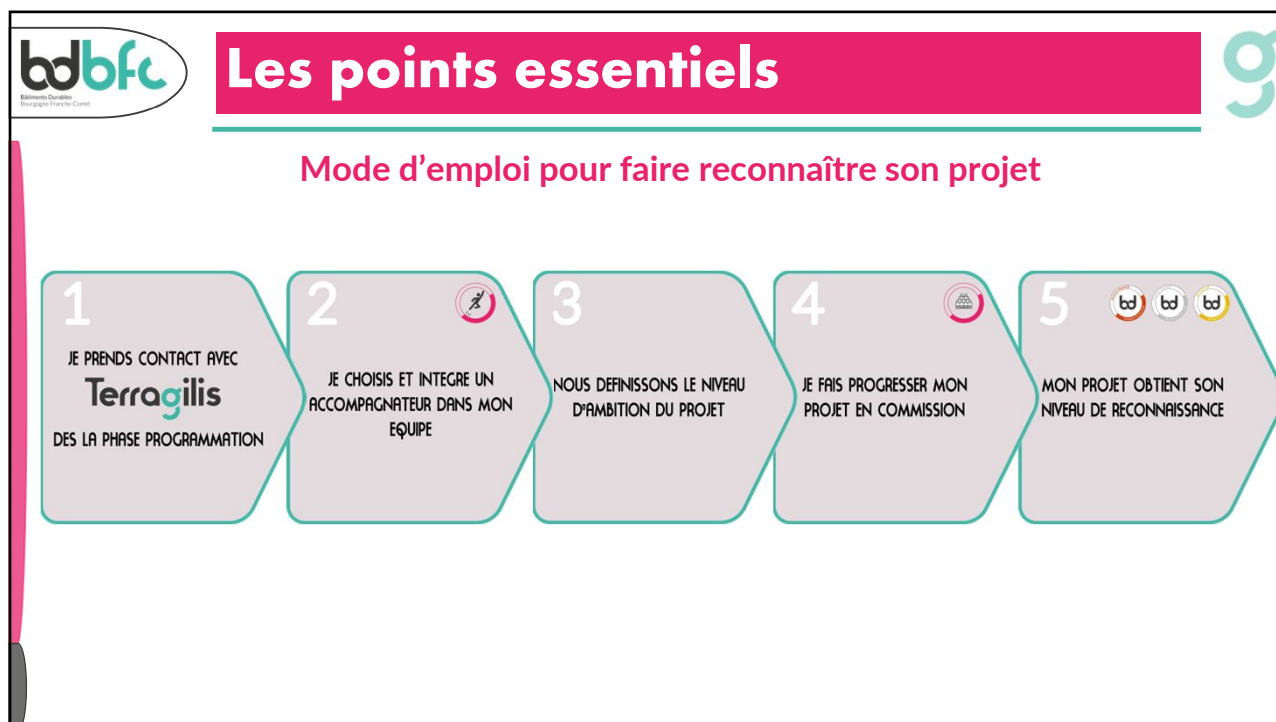 bdbfc
Bâtiments Durables
Bourgogne-Franche-Comté
Les points essentiels
g
Mode d’emploi pour faire reconnaître son projet
1
JE PRENDS CONTACT AVEC
Terragilis
DES LA PHASE PROGRAMMATION
2
JE CHOISIS ET INTEGRE UN
ACCOMPAGNATEUR DANS MON
EQUIPE
3
NOUS DEFINISSONS LE NIVEAU
D'AMBITION DU PROJET
4
JE FAIS PROGRESSER MON
PROJET EN COMMISSION
5
bd bd bd
MON PROJET OBTIENT SON
NIVEAU DE RECONNAISSANCE